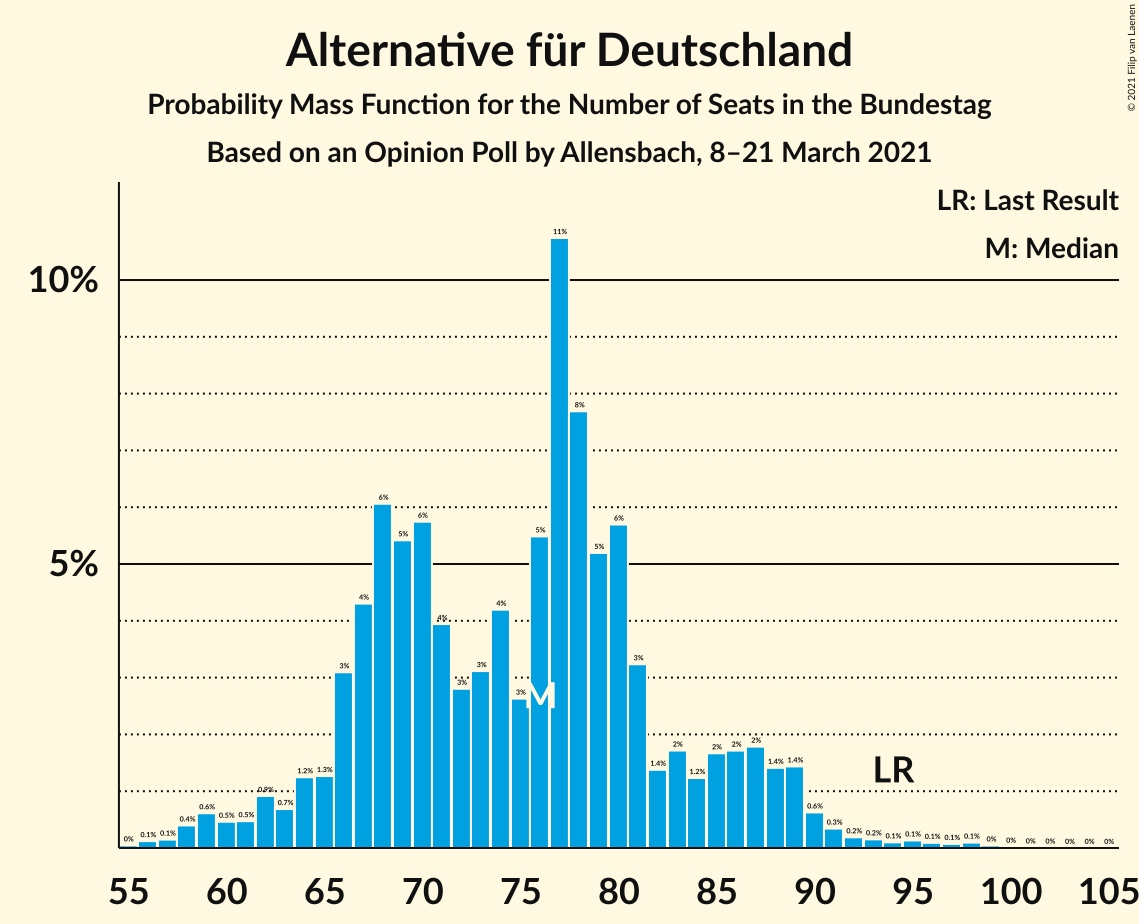 Alternative für Deutschland
Probability Mass Function for the Number of Seats in the Bundestag
Based on an Opinion Poll by Allensbach, 8–21 March 2021
© 2021 Filip van Laenen
LR: Last Result
M: Median
10%
5%
0% 0.1% 0.1% 0.4% 0.6% 0.5% 0.5% 0.9% 0.7% 1.2% 1.3% 3% 4% 6% 5% 6% 4% 3% 3% 4% 3% 5% 11% 8% 5% 6% 3% 1.4% 2% 1.2% 2% 2% 2% 1.4% 1.4% 0.6% 0.3% 0.2% 0.2% 0.1% 0.1% 0.1% 0.1% 0.1% 0% 0% 0% 0% 0% 0% 0%
M
LR
55 60 65 70 75 80 85 90 95 100 105